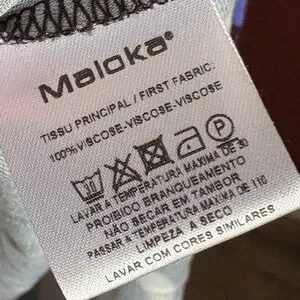 Maloka®
TISSU PRINCIPAL / FIRST FABRIC:
100% VISCOSE-VISCOSE-VISCOSE
30 P
LAVAR A TEMPERATURA MAXIMA DE 30
PROIBIDO BRANQUEAMENTO
NÃO SECAR EM TAMBOR
PASSAR A TEMPERATURA MAXIMA DE 110
LIMPEZA A SECO
LAVAR COM CORES SIMILARES